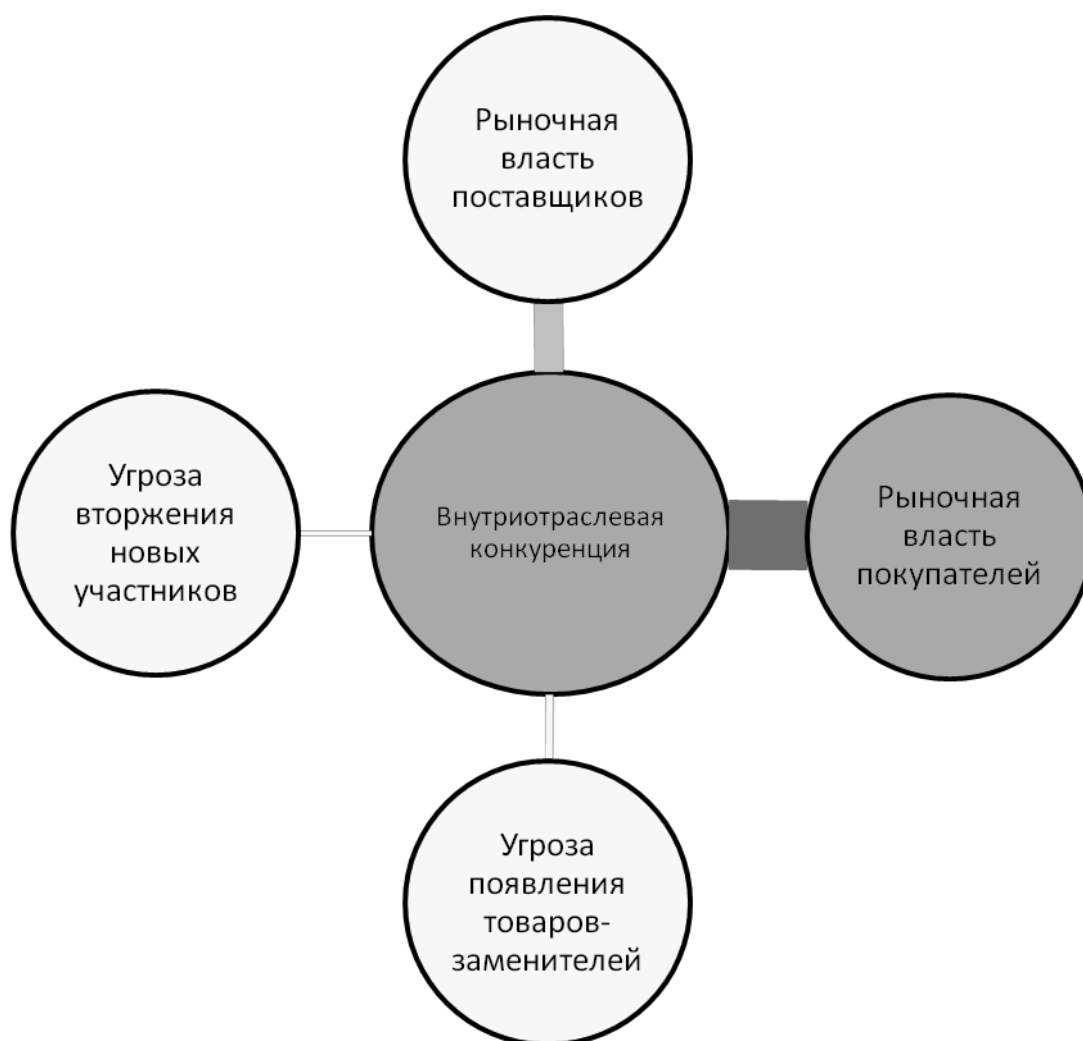 Рыночная
власть
поставщиков
Угроза
вторжения
новых
участников
Внутриотраслевая
конкуренция
Рыночная
власть
покупателей
Угроза
появления
товаров-
заменителей